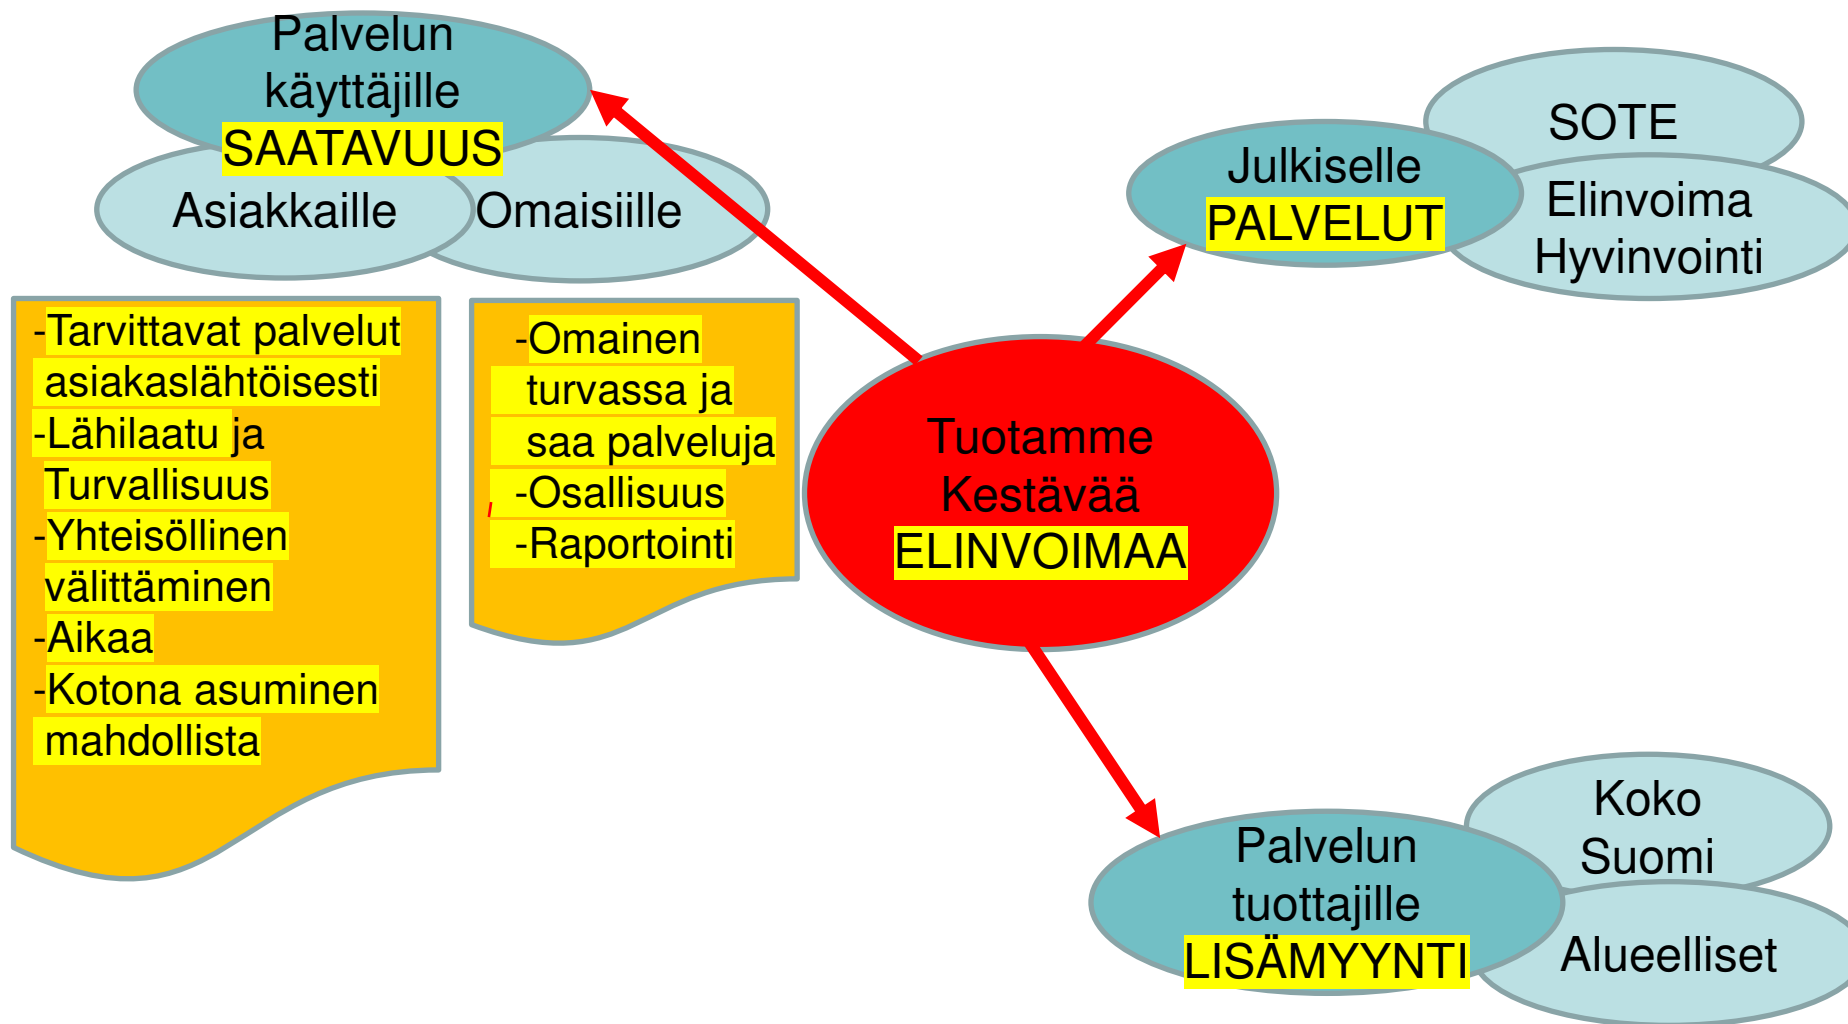 Palvelun
käyttäjille
SAATAVUUS
Asiakkaille
Omaisiille
-Tarvittavat palvelut
asiakaslähtöisesti
-Lähilaatu ja
Turvallisuus
-Yhteisöllinen
välittäminen
-Aikaa
-Kotona asuminen
mahdollista
-Omainen
turvassa ja
saa palveluja
-Osallisuus
-Raportointi
Tuotamme
Kestävää
ELINVOIMAA
Julkiselle
PALVELUT
SOTE
Elinvoima
Hyvinvointi
Palvelun
tuottajille
LISÄMYYNTI
Koko
Suomi
Alueelliset